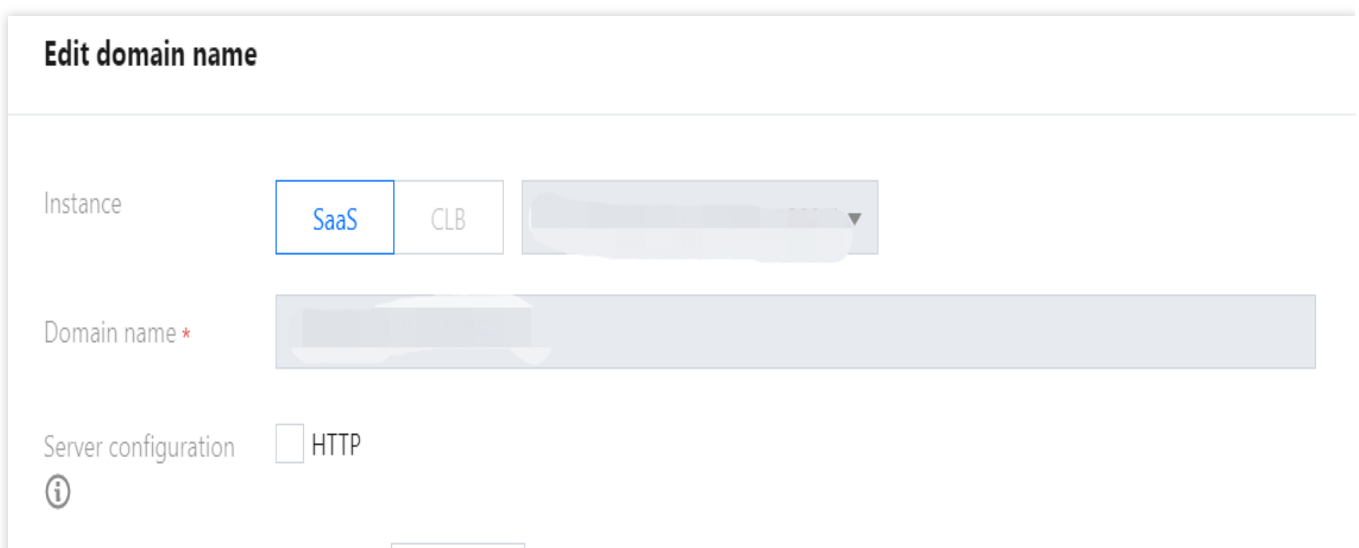 Edit domain name
Instance SaaS CLB
Domain name *
Server configuration HTTP